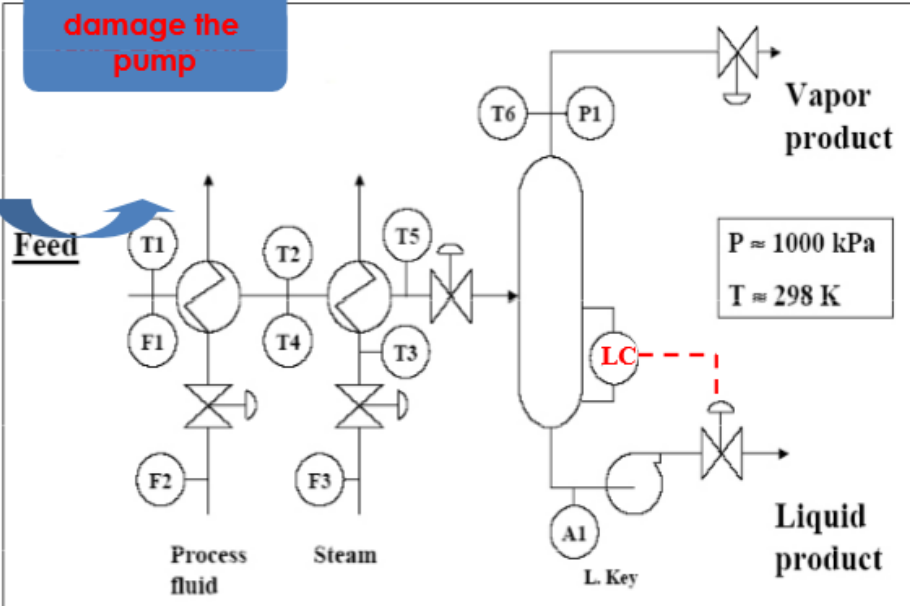 damage the
pump
T6
P1
Vapor
product
Feed
T1
T2
T5
P ≈ 1000 kPa
T ≈ 298 K
F1
T4
T3
LC
F2
F3
A1
Liquid
product
Process
fluid
Steam
L. Key